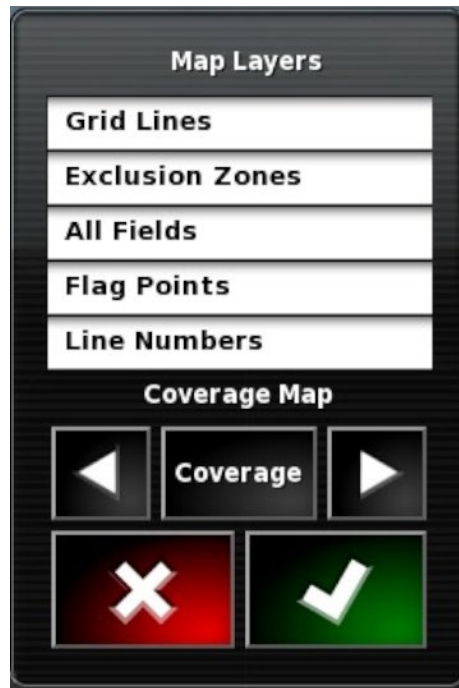 Map Layers
Grid Lines
Exclusion Zones
All Fields
Flag Points
Line Numbers
Coverage Map
Coverage